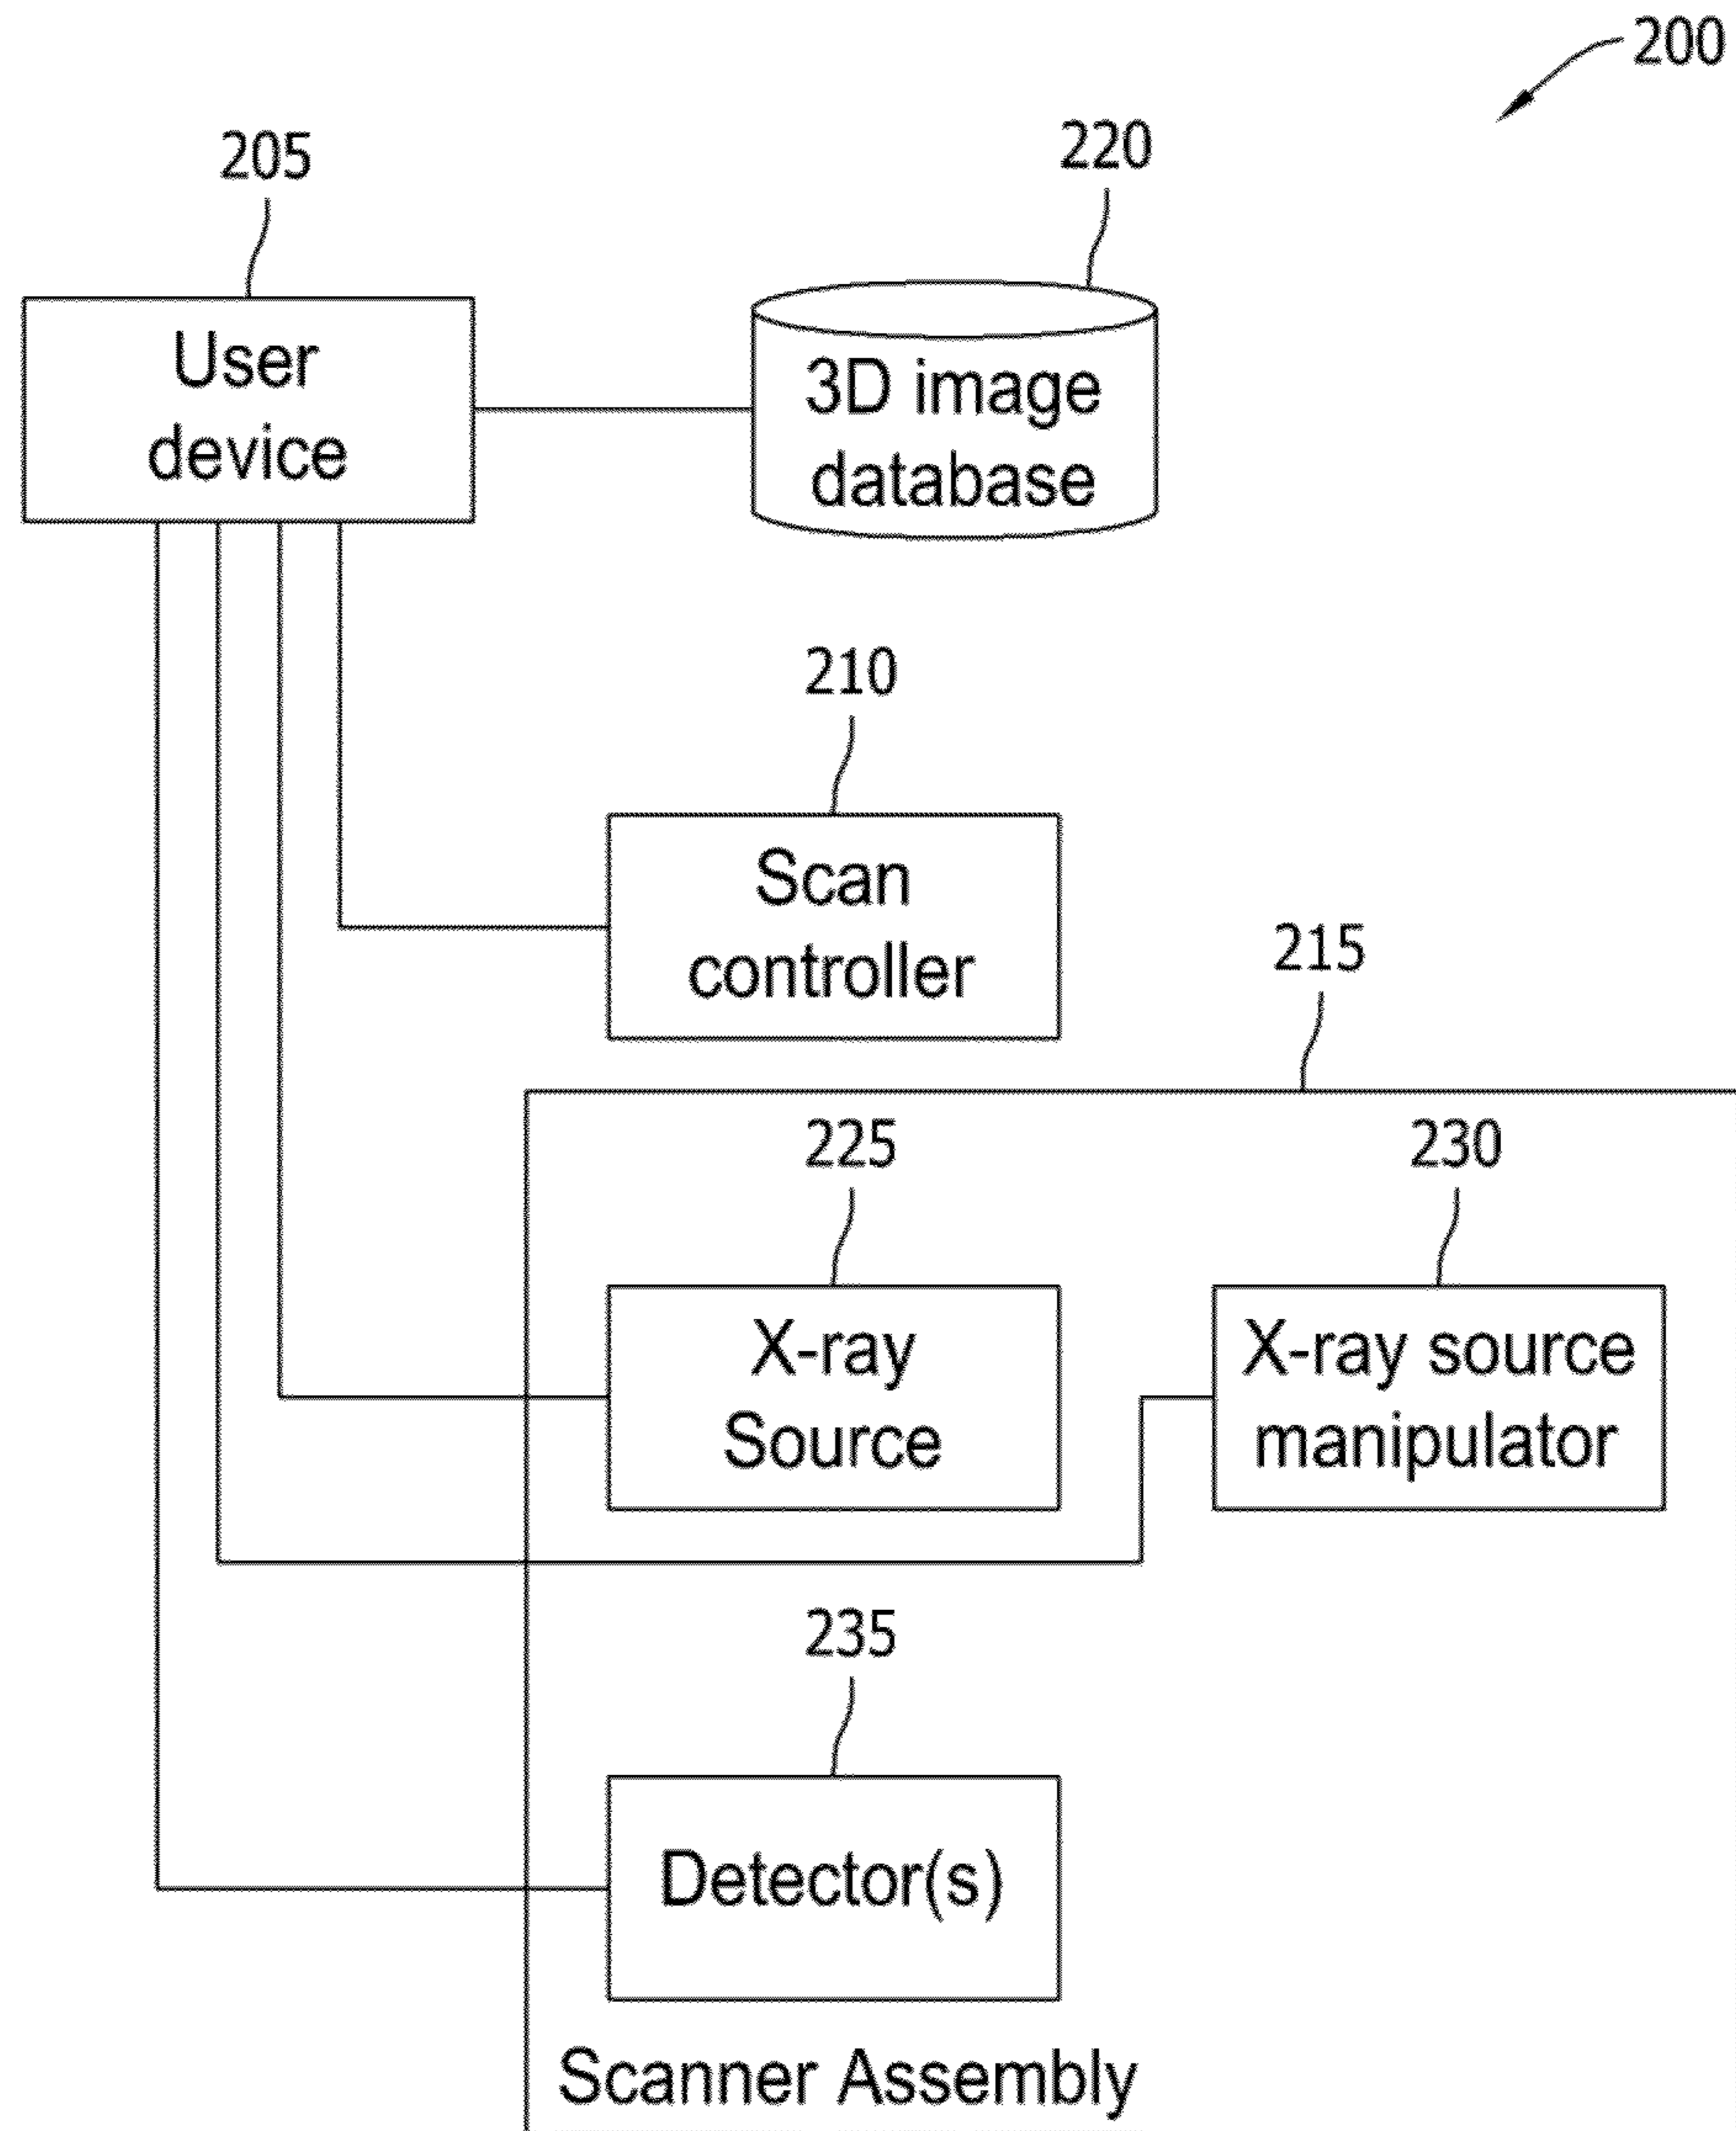 200
205
220
User
device
3D image
database
210
Scan
controller
215
225
230
X-ray
Source
X-ray source
manipulator
235
Detector(s)
Scanner Assembly